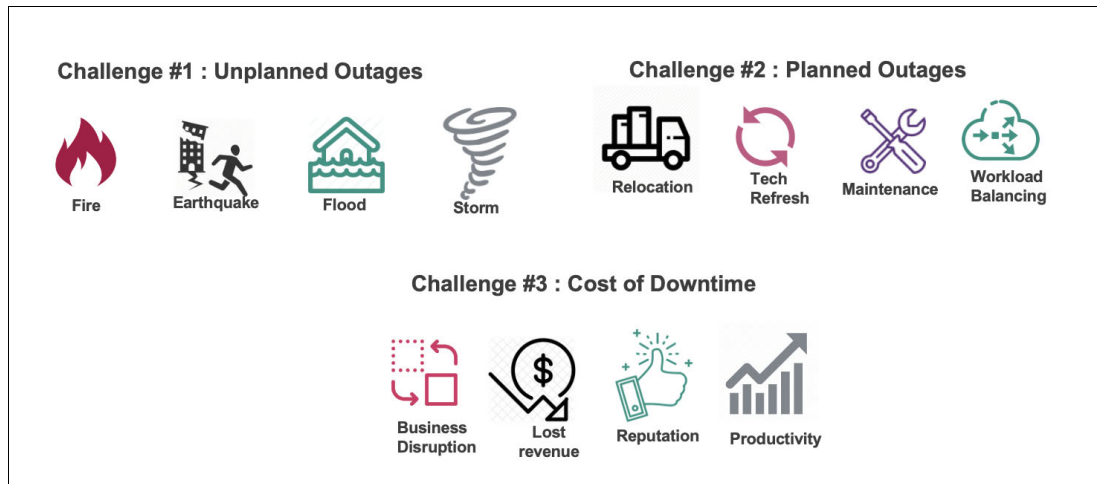 Challenge #1 : Unplanned Outages
Fire
Earthquake
Flood
Storm
Challenge #2 : Planned Outages
Relocation
Tech
Refresh
Maintenance
Workload
Balancing
Challenge #3 : Cost of Downtime
$
Business
Disruption
Lost
revenue
Reputation
Productivity